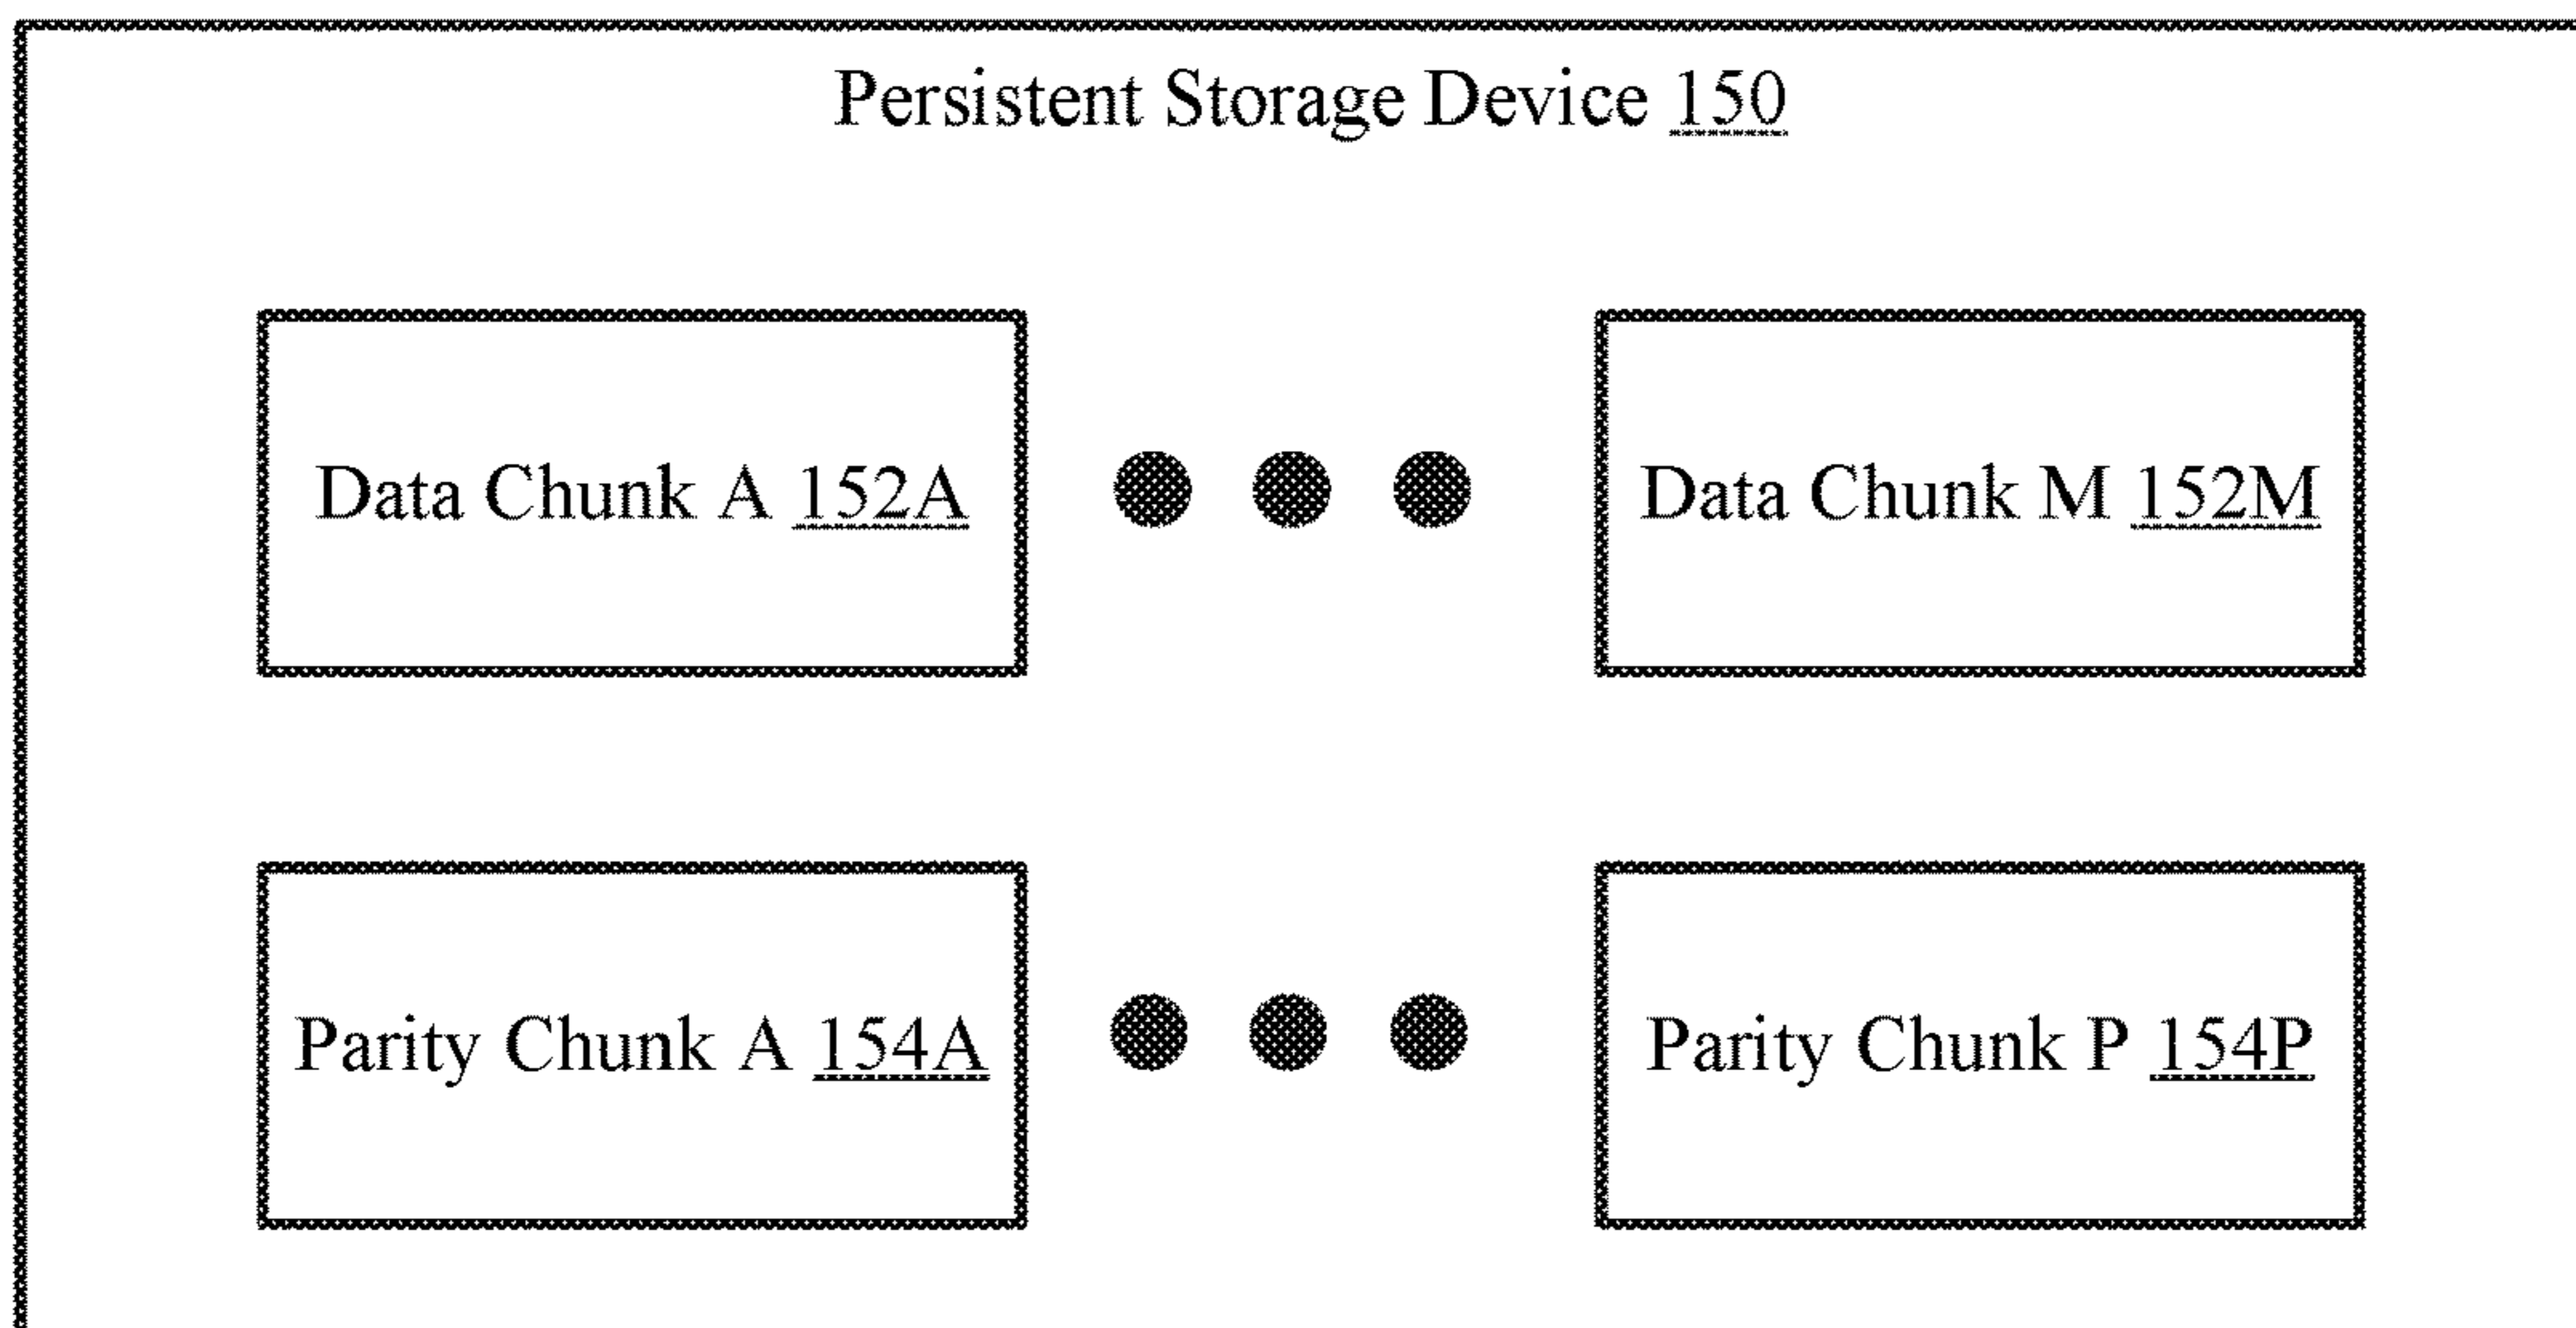 Persistent Storage Device 150
Data Chunk A 152A
Data Chunk M 152M
Parity Chunk A 154A
Parity Chunk P 154P